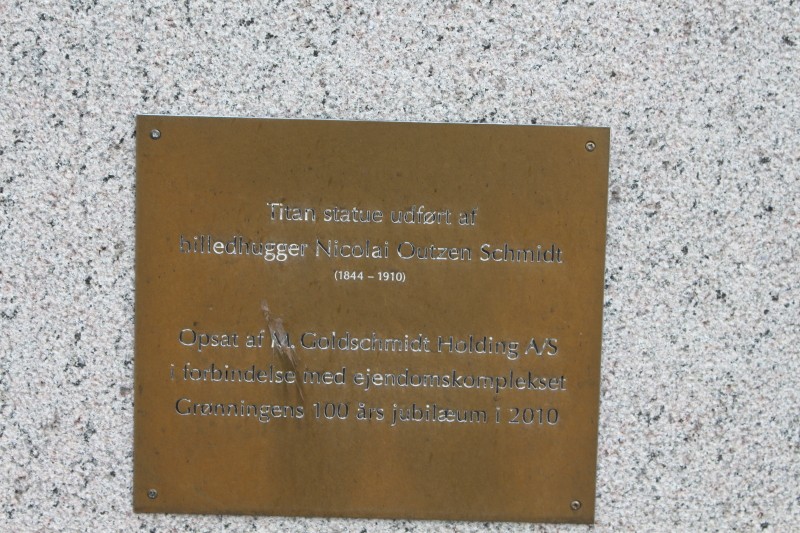 Titan statue udført af
billedhugger Nicolai Outzen Schmidt
(1844 – 1910)
Opsat af M. Goldschmidt Holding A/S
i forbindelse med ejendomskomplekset
Grønningens 100 års jubilæum i 2010